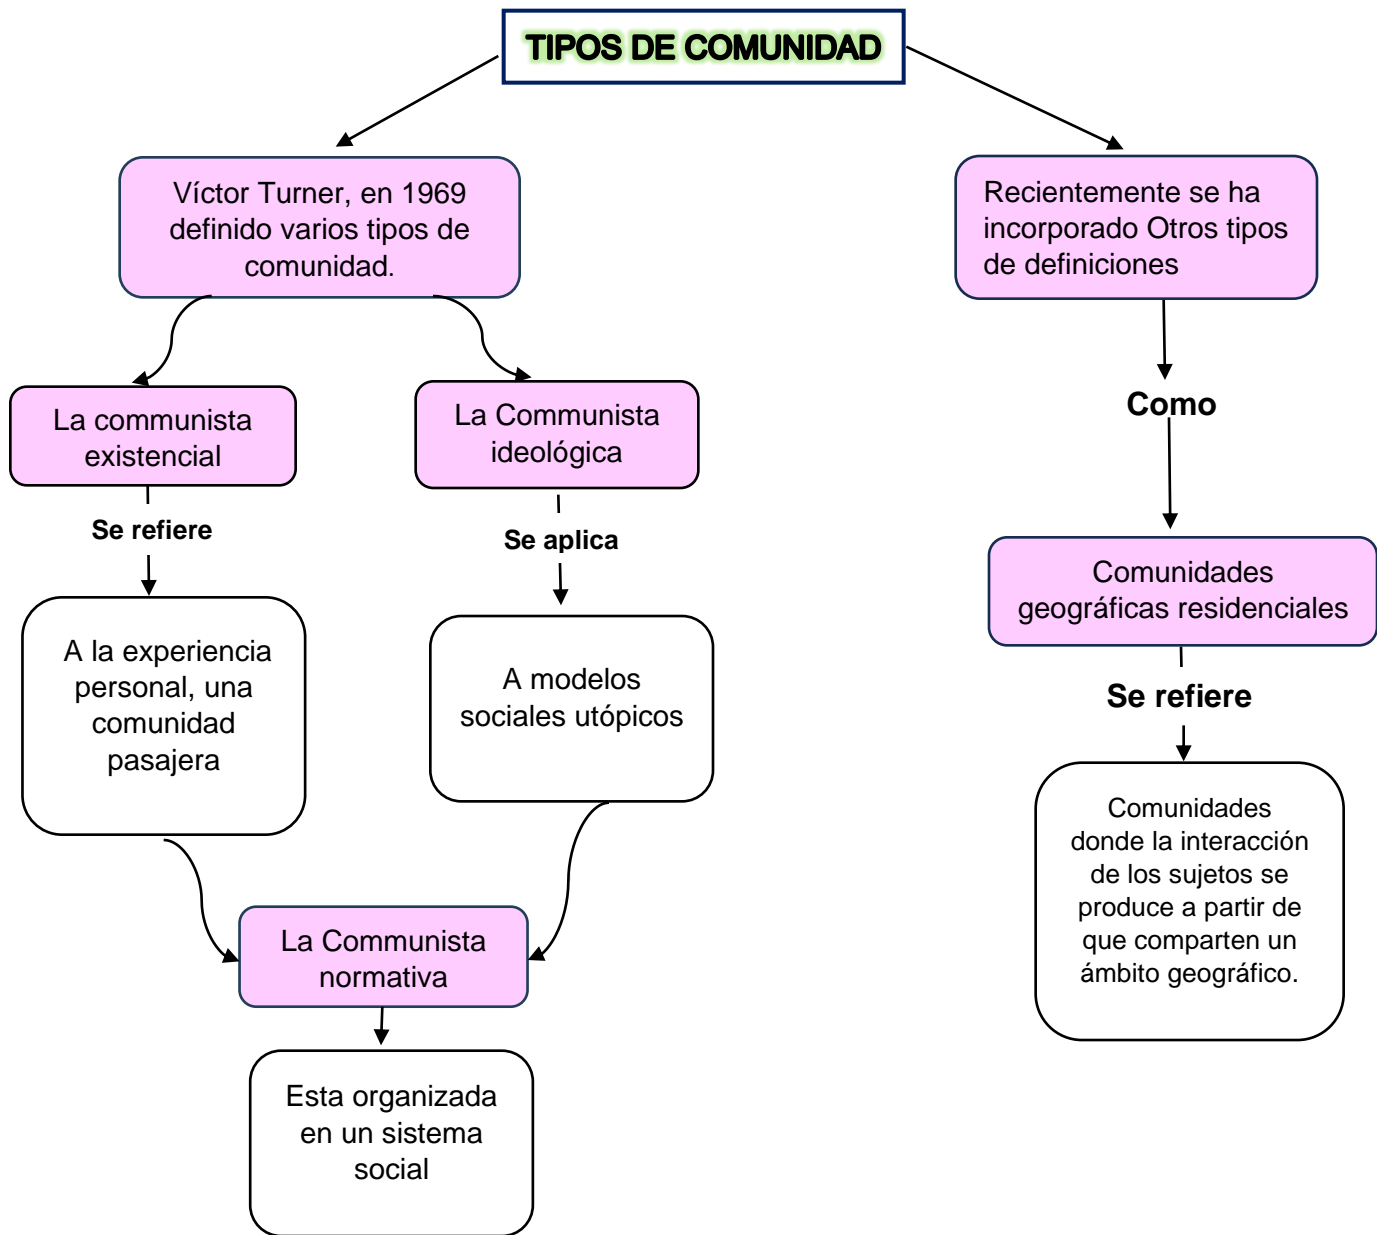 TIPOS DE COMUNIDAD
Víctor Turner, en 1969
definido varios tipos de
comunidad.
Recientemente se ha
incorporado Otros tipos
de definiciones
La communista
existencial
La Communista
ideológica
Como
Se refiere
Se aplica
Comunidades
geográficas residenciales
A la experiencia
personal, una
comunidad
pasajera
A modelos
sociales utópicos
Se refiere
Comunidades
donde la interacción
de los sujetos se
produce a partir de
que comparten un
ámbito geográfico.
La Communista
normativa
Esta organizada
en un sistema
social